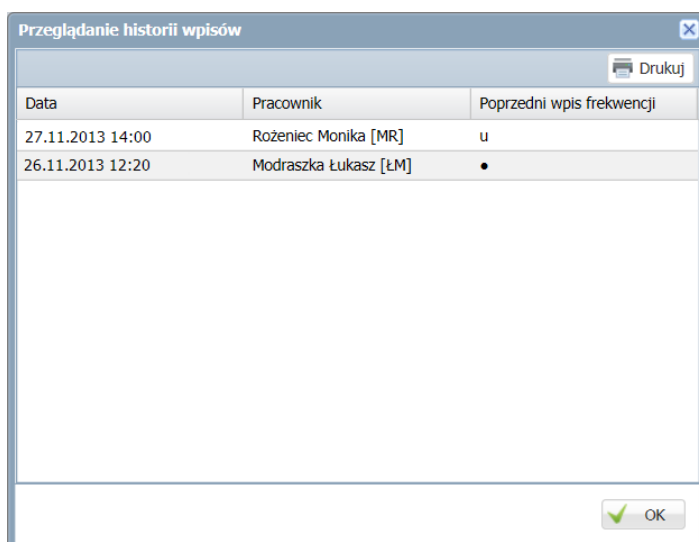 Przeglądanie historii wpisów
Drukuj
Data Pracownik Poprzedni wpis frekwencji
27.11.2013 14:00 Rożeniec Monika [MR] u
26.11.2013 12:20 Modraszka Łukasz [ŁM] ●
OK